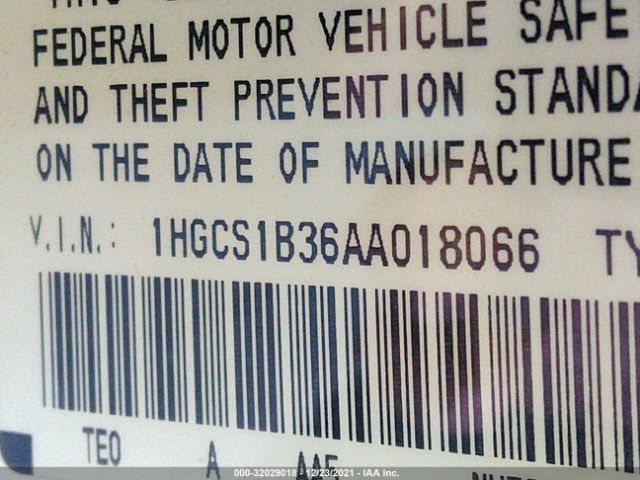 FEDERAL MOTOR VEHICLE SAFE
AND THEFT PREVENTION STANDA
ON THE DATE OF MANUFACTURE
V.I.N.: 1HGCS1B36AA018066 TY
TEO A AAF
000-32029018 - 12/23/2021 - IAA Inc.